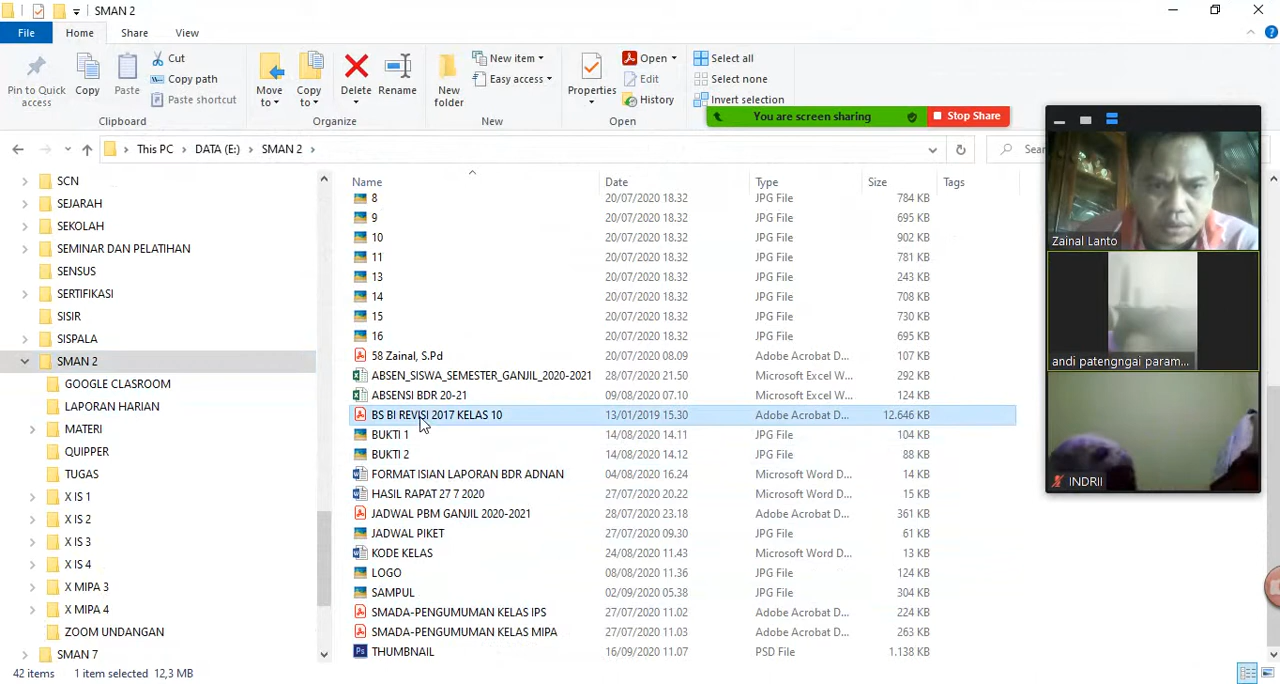 SMAN 2
File Home Share View
Pin to Quick access
Copy
Paste
Cut
Copy path
Paste shortcut
Clipboard
Move to
Copy to
Delete
Rename
Organize
New folder
New item
Easy access
New
Properties
Open
Edit
History
Open
Select all
Select none
Invert selection
You are screen sharing
Stop Share
This PC > DATA (E:) > SMAN 2 >
Sea
SCN
SEJARAH
SEKOLAH
SEMINAR DAN PELATIHAN
SENSUS
SERTIFIKASI
SISIR
SISPALA
SMAN 2
GOOGLE CLASROOM
LAPORAN HARIAN
MATERI
QUIPPER
TUGAS
X IS 1
X IS 2
X IS 3
X IS 4
X MIPA 3
X MIPA 4
ZOOM UNDANGAN
SMAN 7
Name Date Type Size Tags
8 20/07/2020 18.32 JPG File 784 KB
9 20/07/2020 18.32 JPG File 695 KB
10 20/07/2020 18.32 JPG File 902 KB
11 20/07/2020 18.32 JPG File 781 KB
13 20/07/2020 18.32 JPG File 243 KB
14 20/07/2020 18.32 JPG File 708 KB
15 20/07/2020 18.32 JPG File 730 KB
16 20/07/2020 18.32 JPG File 695 KB
58 Zainal, S.Pd 20/07/2020 08.09 Adobe Acrobat D... 107 KB
ABSEN_SISWA_SEMESTER_GANJIL_2020-2021 28/07/2020 21.50 Microsoft Excel W... 292 KB
ABSENSI BDR 20-21 09/08/2020 07.10 Microsoft Excel W... 63 KB
BS BI REVISI 2017 KELAS 10 13/01/2019 15.30 Adobe Acrobat D... 12.646 KB
BUKTI 1 14/08/2020 14.11 JPG File 104 KB
BUKTI 2 14/08/2020 14.12 JPG File 88 KB
FORMAT ISIAN LAPORAN BDR ADNAN 04/08/2020 16.24 Microsoft Word D... 14 KB
HASIL RAPAT 27 7 2020 27/07/2020 20.22 Microsoft Word D... 15 KB
JADWAL PBM GANJIL 2020-2021 28/07/2020 23.18 Adobe Acrobat D... 361 KB
JADWAL PIKET 27/07/2020 09.30 JPG File 61 KB
KODE KELAS 24/08/2020 11.43 Microsoft Word D... 13 KB
LOGO 08/08/2020 11.36 JPG File 124 KB
SAMPUL 02/09/2020 05.38 JPG File 304 KB
SMADA-PENGUMUMAN KELAS IPS 27/07/2020 11.02 Adobe Acrobat D... 224 KB
SMADA-PENGUMUMAN KELAS MIPA 27/07/2020 11.03 Adobe Acrobat D... 263 KB
THUMBNAIL 16/09/2020 11.07 PSD File 1.138 KB
Zainal Lanto
andi patengngai param...
INDRII
42 items 1 item selected 12,3 MB